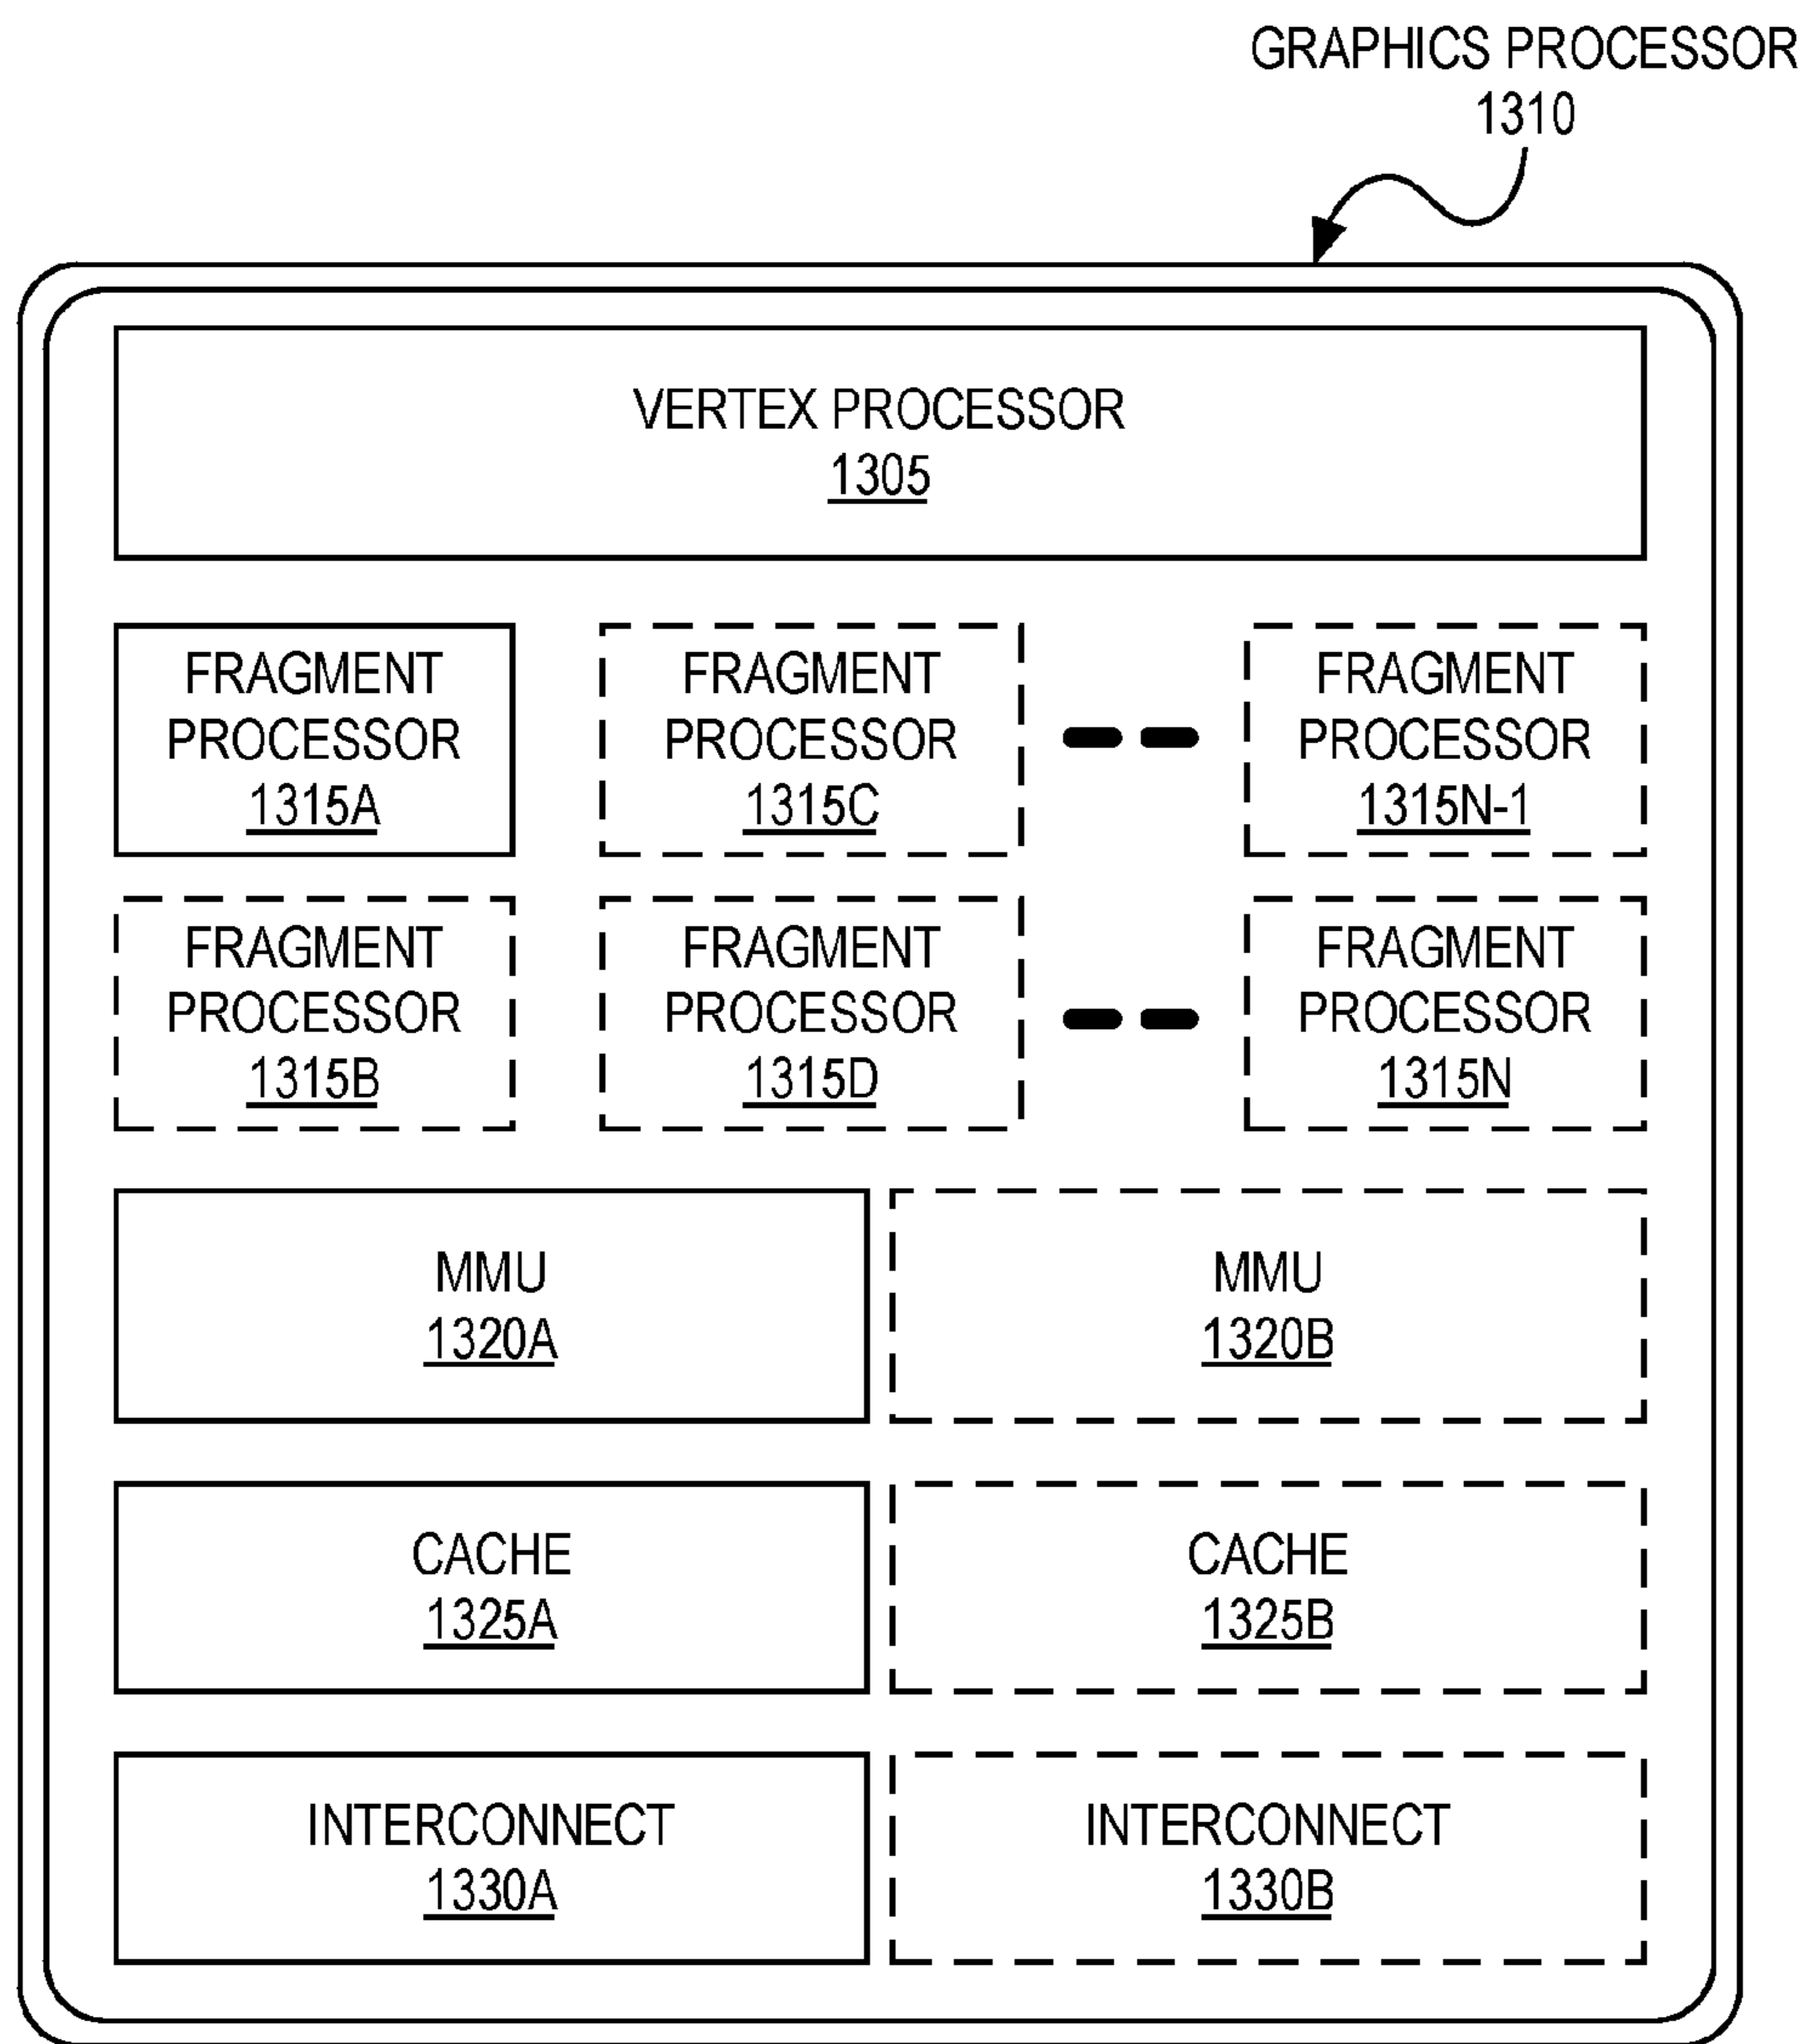 GRAPHICS PROCESSOR
1310
VERTEX PROCESSOR
1305
FRAGMENT
PROCESSOR
1315A
FRAGMENT
PROCESSOR
1315C
FRAGMENT
PROCESSOR
1315N-1
FRAGMENT
PROCESSOR
1315B
FRAGMENT
PROCESSOR
1315D
FRAGMENT
PROCESSOR
1315N
MMU
1320A
MMU
1320B
CACHE
1325A
CACHE
1325B
INTERCONNECT
1330A
INTERCONNECT
1330B